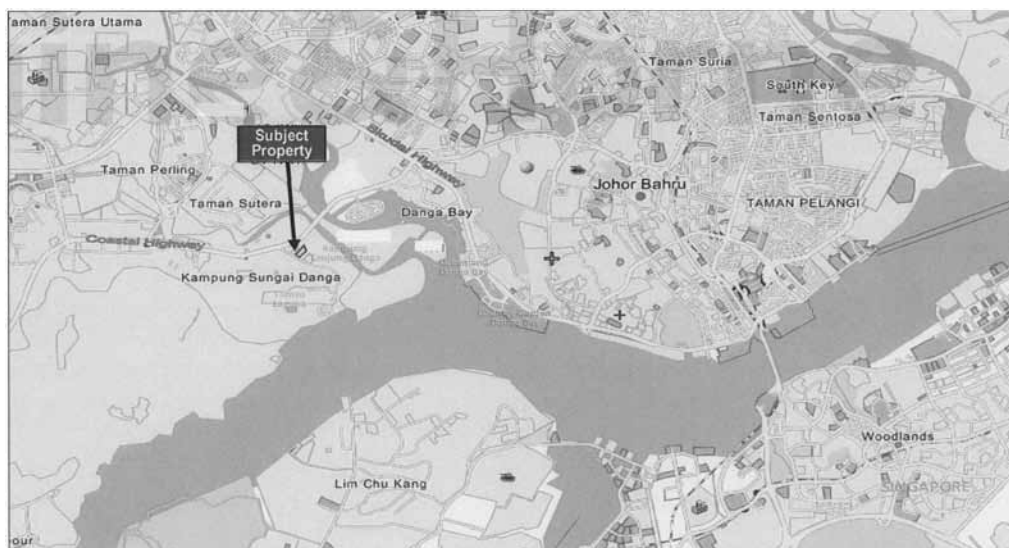 Taman Sutera Utama
Taman Suria
South Key
Taman Sentosa
Subject
Property
Skudai Highway
Taman Perling
Johor Bahru
Taman Sutera
Danga Bay
TAMAN PELANGI
Coastal Highway
Kampung Sungai Danga
Woodlands
Lim Chu Kang
SINGAPORE